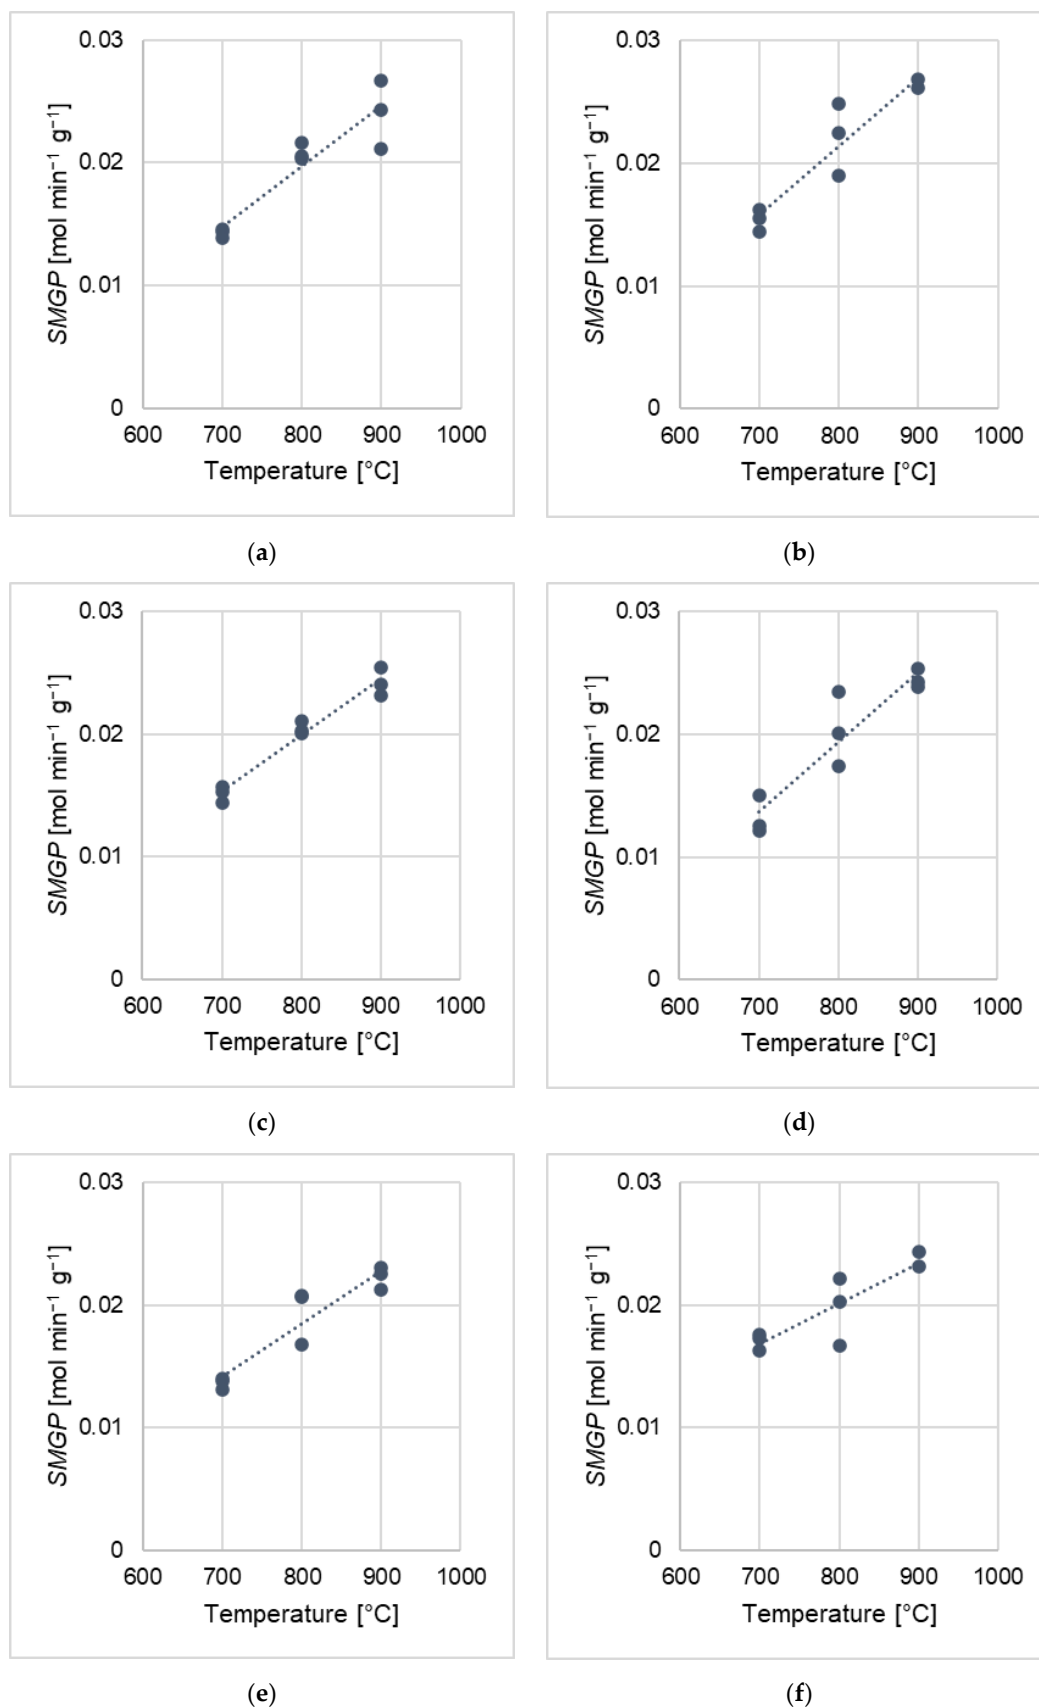 0.03
0.02
0.01
0
600 700 800 900 1000
Temperature [°C]
SMGP [mol min⁻¹ g⁻¹]
(a)
0.03
0.02
0.01
0
600 700 800 900 1000
Temperature [°C]
SMGP [mol min⁻¹ g⁻¹]
(b)
0.03
0.02
0.01
0
600 700 800 900 1000
Temperature [°C]
SMGP [mol min⁻¹ g⁻¹]
(c)
0.03
0.02
0.01
0
600 700 800 900 1000
Temperature [°C]
SMGP [mol min⁻¹ g⁻¹]
(d)
0.03
0.02
0.01
0
600 700 800 900 1000
Temperature [°C]
SMGP [mol min⁻¹ g⁻¹]
(e)
0.03
0.02
0.01
0
600 700 800 900 1000
Temperature [°C]
SMGP [mol min⁻¹ g⁻¹]
(f)